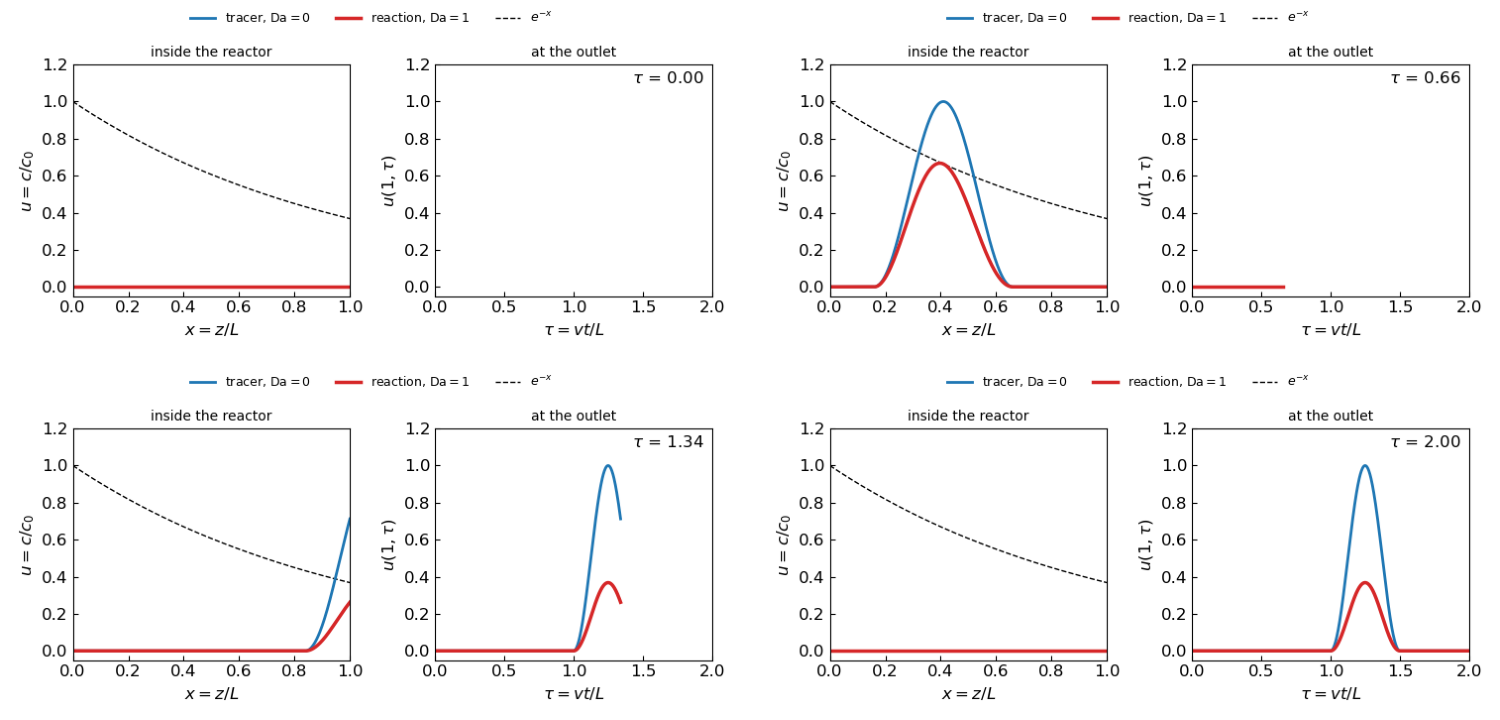 tracer, Da = 0 reaction, Da = 1 e^{-x}
inside the reactor
at the outlet
u = c/c₀
1.2
1.0
0.8
0.6
0.4
0.2
0.0
0.0 0.2 0.4 0.6 0.8 1.0
x = z/L
u(1, τ)
1.2
1.0
0.8
0.6
0.4
0.2
0.0
τ = 0.00
0.0 0.5 1.0 1.5 2.0
τ = vt/L
tracer, Da = 0 reaction, Da = 1 e^{-x}
inside the reactor
at the outlet
u = c/c₀
1.2
1.0
0.8
0.6
0.4
0.2
0.0
0.0 0.2 0.4 0.6 0.8 1.0
x = z/L
u(1, τ)
1.2
1.0
0.8
0.6
0.4
0.2
0.0
τ = 0.66
0.0 0.5 1.0 1.5 2.0
τ = vt/L
tracer, Da = 0 reaction, Da = 1 e^{-x}
inside the reactor
at the outlet
u = c/c₀
1.2
1.0
0.8
0.6
0.4
0.2
0.0
0.0 0.2 0.4 0.6 0.8 1.0
x = z/L
u(1, τ)
1.2
1.0
0.8
0.6
0.4
0.2
0.0
τ = 1.34
0.0 0.5 1.0 1.5 2.0
τ = vt/L
tracer, Da = 0 reaction, Da = 1 e^{-x}
inside the reactor
at the outlet
u = c/c₀
1.2
1.0
0.8
0.6
0.4
0.2
0.0
0.0 0.2 0.4 0.6 0.8 1.0
x = z/L
u(1, τ)
1.2
1.0
0.8
0.6
0.4
0.2
0.0
τ = 2.00
0.0 0.5 1.0 1.5 2.0
τ = vt/L